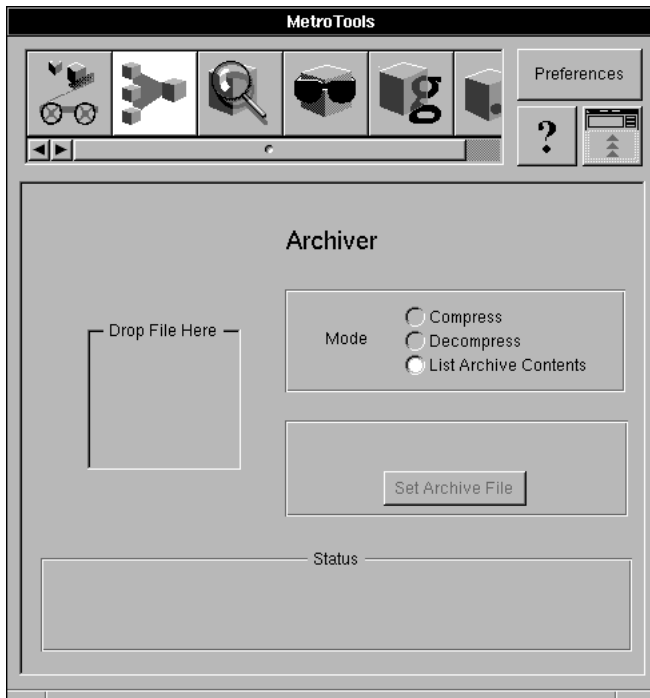 MetroTools
Preferences
?
g
Archiver
Drop File Here
Mode
Compress
Decompress
List Archive Contents
Set Archive File
Status